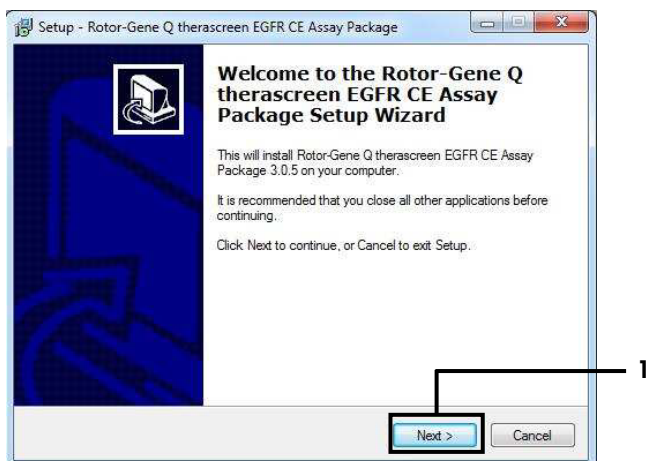 Setup - Rotor-Gene Q therascreen EGFR CE Assay Package
Welcome to the Rotor-Gene Q
therascreen EGFR CE Assay
Package Setup Wizard
This will install Rotor-Gene Q therascreen EGFR CE Assay
Package 3.0.5 on your computer.
It is recommended that you close all other applications before
continuing.
Click Next to continue, or Cancel to exit Setup.
1
Next >
Cancel